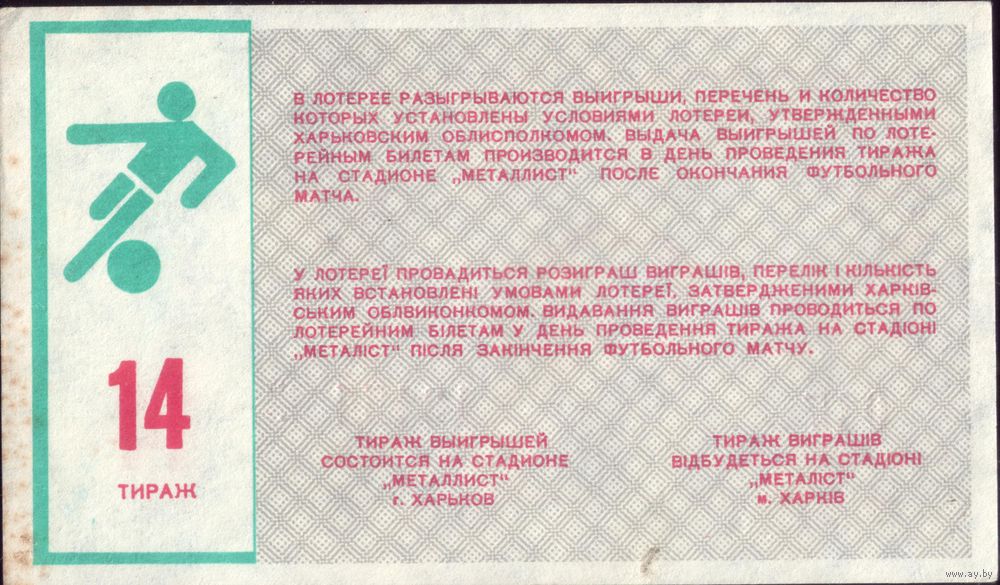 В ЛОТЕРЕЕ РАЗЫГРЫВАЮТСЯ ВЫИГРЫШИ, ПЕРЕЧЕНЬ И КОЛИЧЕСТВО
КОТОРЫХ УСТАНОВЛЕНЫ УСЛОВИЯМИ ЛОТЕРЕИ, УТВЕРЖДЕННЫМИ
ХАРЬКОВСКИМ ОБЛИСПОЛКОМОМ. ВЫДАЧА ВЫИГРЫШЕЙ ПО ЛОТЕ-
РЕЙНЫМ БИЛЕТАМ ПРОИЗВОДИТСЯ В ДЕНЬ ПРОВЕДЕНИЯ ТИРАЖА
НА СТАДИОНЕ „МЕТАЛЛИСТ“ ПОСЛЕ ОКОНЧАНИЯ ФУТБОЛЬНОГО
МАТЧА.
У ЛОТЕРЕЇ ПРОВАДИТЬСЯ РОЗИГРАШ ВИГРАШІВ, ПЕРЕЛІК І КІЛЬКІСТЬ
ЯКИХ ВСТАНОВЛЕНІ УМОВАМИ ЛОТЕРЕЇ, ЗАТВЕРДЖЕНИМИ ХАРКІВ-
СЬКИМ ОБЛВИКОНКОМОМ. ВИДАВАННЯ ВИГРАШІВ ПРОВОДИТЬСЯ ПО
ЛОТЕРЕЙНИМ БІЛЕТАМ У ДЕНЬ ПРОВЕДЕННЯ ТИРАЖА НА СТАДІОНІ
„МЕТАЛІСТ“ ПІСЛЯ ЗАКІНЧЕННЯ ФУТБОЛЬНОГО МАТЧУ.
14
ТИРАЖ
ТИРАЖ ВЫИГРЫШЕЙ
СОСТОИТСЯ НА СТАДИОНЕ
„МЕТАЛЛИСТ“
г. ХАРЬКОВ
ТИРАЖ ВИГРАШІВ
ВІДБУДЕТЬСЯ НА СТАДІОНІ
„МЕТАЛІСТ“
м. ХАРКІВ
www.ay.by